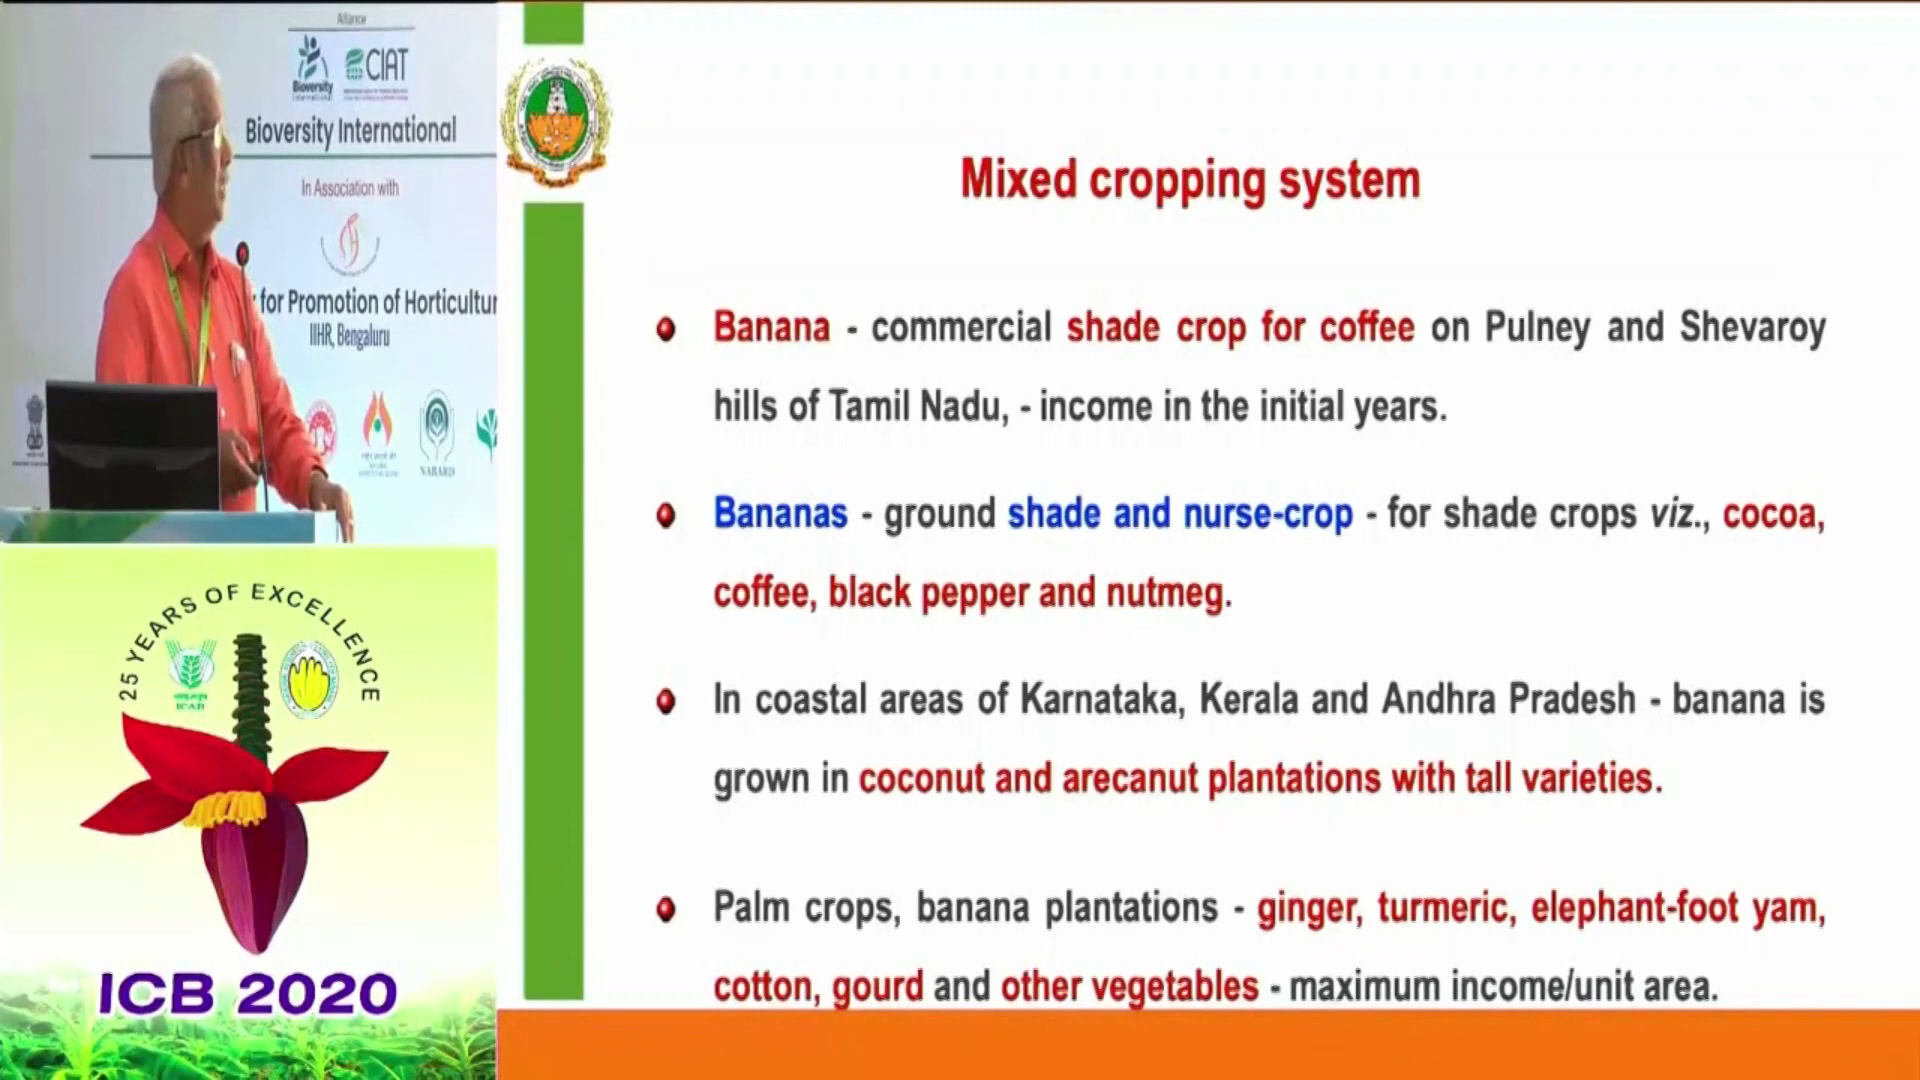 Alliance
Bioversity
CIAT
Bioversity International
In Association with
for Promotion of Horticultur
IIHR, Bengaluru
NABARD
25 YEARS OF EXCELLENCE
ICAR
ICB 2020
Mixed cropping system
Banana - commercial shade crop for coffee on Pulney and Shevaroy
hills of Tamil Nadu, - income in the initial years.
Bananas - ground shade and nurse-crop - for shade crops viz., cocoa,
coffee, black pepper and nutmeg.
In coastal areas of Karnataka, Kerala and Andhra Pradesh - banana is
grown in coconut and arecanut plantations with tall varieties.
Palm crops, banana plantations - ginger, turmeric, elephant-foot yam,
cotton, gourd and other vegetables - maximum income/unit area.